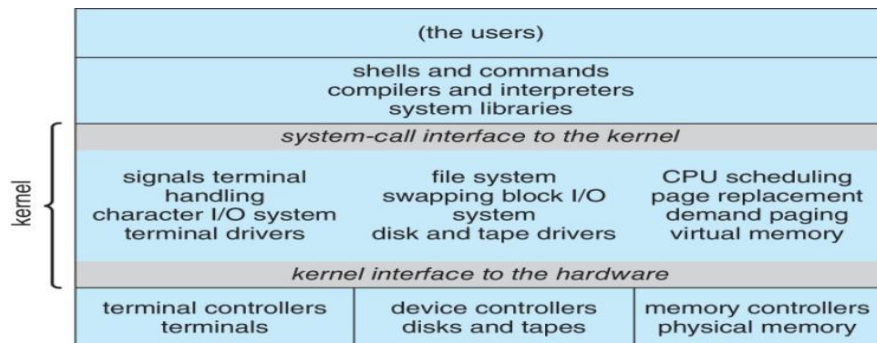 (the users)
shells and commands
compilers and interpreters
system libraries
system-call interface to the kernel
kernel
signals terminal
handling
character I/O system
terminal drivers
file system
swapping block I/O
system
disk and tape drivers
CPU scheduling
page replacement
demand paging
virtual memory
kernel interface to the hardware
terminal controllers
terminals
device controllers
disks and tapes
memory controllers
physical memory